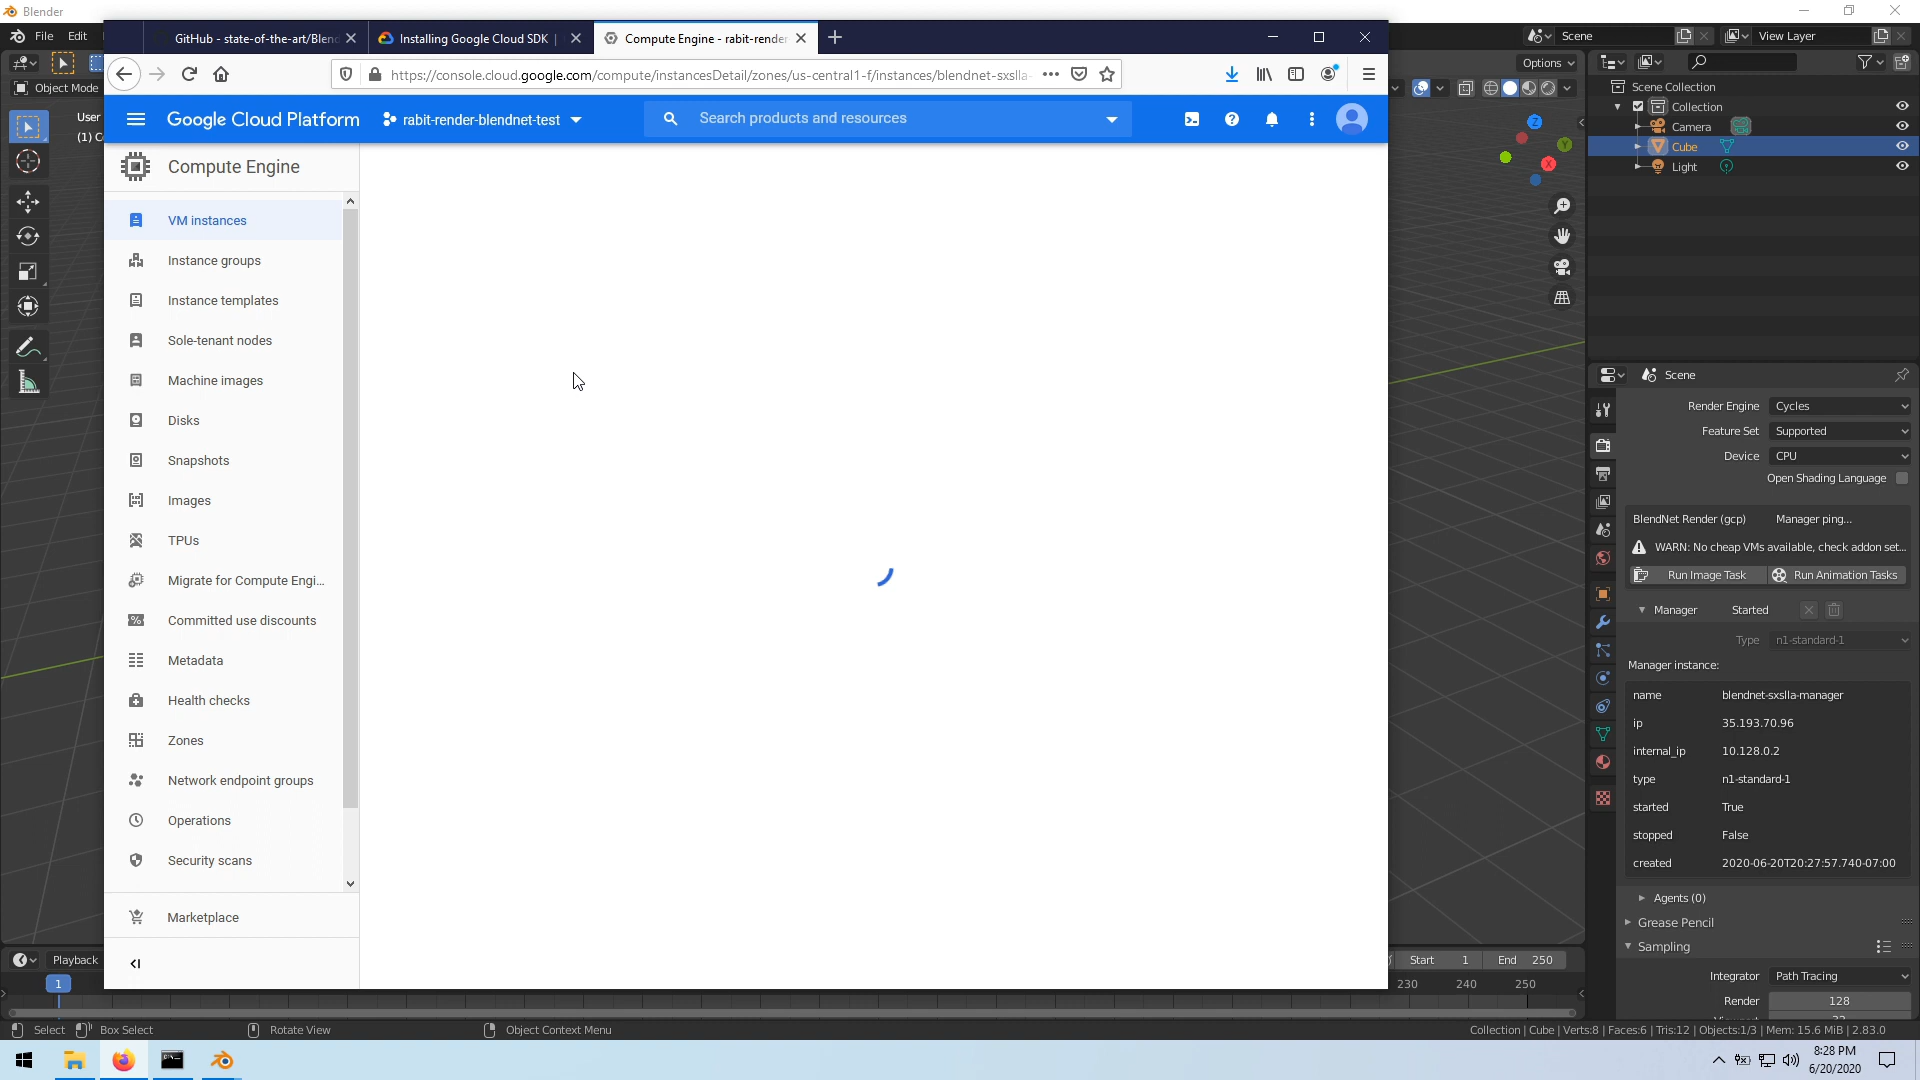 Blender
File Edit
Object Mode
User
(1) C
GitHub - state-of-the-art/Blen
Installing Google Cloud SDK |
Compute Engine - rabit-render
https://console.cloud.google.com/compute/instancesDetail/zones/us-central1-f/instances/blendnet-sxslla-
Google Cloud Platform
rabit-render-blendnet-test
Search products and resources
Compute Engine
VM instances
Instance groups
Instance templates
Sole-tenant nodes
Machine images
Disks
Snapshots
Images
TPUs
Migrate for Compute Engi...
Committed use discounts
Metadata
Health checks
Zones
Network endpoint groups
Operations
Security scans
Marketplace
Scene
View Layer
Options
Z
Y
X
Scene Collection
Collection
Camera
Cube
Light
Scene
Render Engine Cycles
Feature Set Supported
Device CPU
Open Shading Language
BlendNet Render (gcp) Manager ping...
WARN: No cheap VMs available, check addon set...
Run Image Task Run Animation Tasks
Manager Started
Type n1-standard-1
Manager instance:
name blendnet-sxslla-manager
ip 35.193.70.96
internal_ip 10.128.0.2
type n1-standard-1
started True
stopped False
created 2020-06-20T20:27:57.740-07:00
Agents (0)
Grease Pencil
Sampling
Integrator Path Tracing
Render 128
Playback
Start 1 End 250
1
230 240 250
Select Box Select Rotate View Object Context Menu
Collection | Cube | Verts:8 | Faces:6 | Tris:12 | Objects:1/3 | Mem: 15.6 MiB | 2.83.0
8:28 PM
6/20/2020